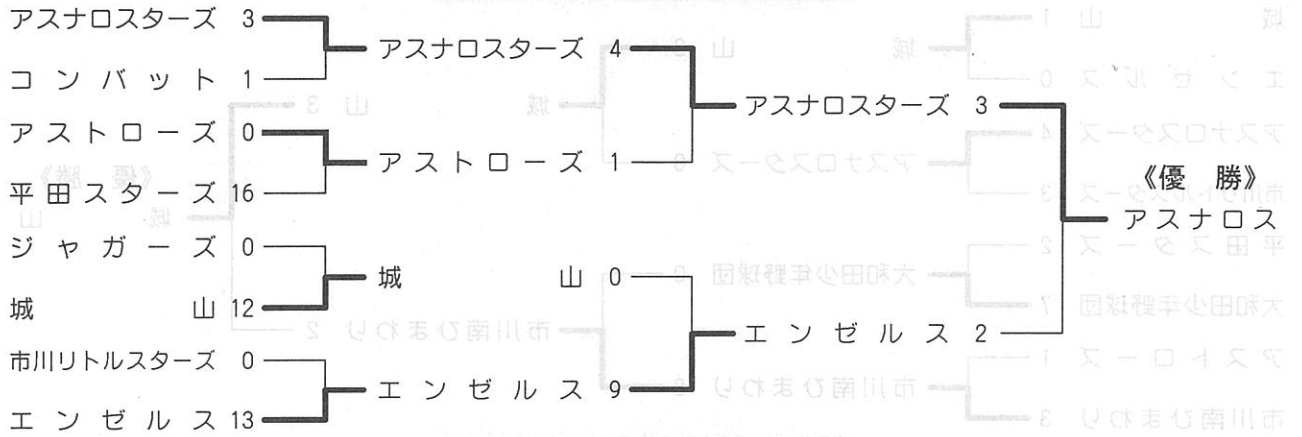 アスナロスターズ 3
コンバット 1
アストローズ 0
平田スターズ 16
ジャガーズ 0
城山 12
市川リトルスターズ 0
エンゼルス 13
アスナロスターズ 4
アストローズ 1
城山 0
エンゼルス 9
アスナロスターズ 3
エンゼルス 2
《優勝》
アスナロス